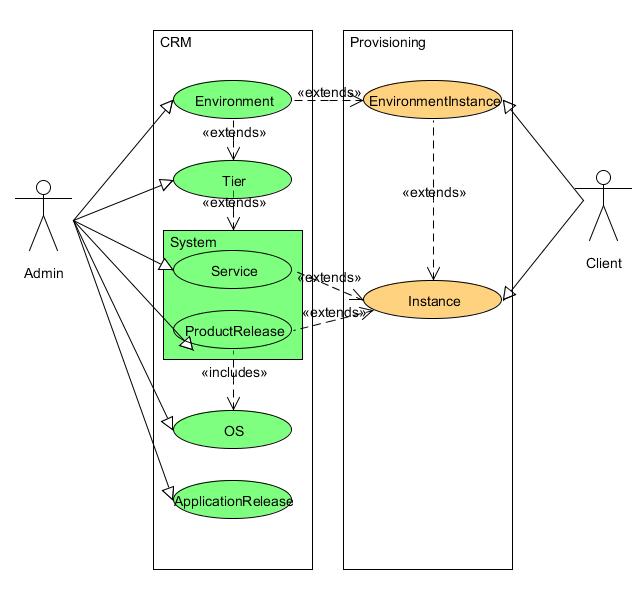 CRM
Provisioning
Environment
«extends»
EnvironmentInstance
«extends»
Tier
«extends»
«extends»
System
Service
«extends»
Instance
ProductRelease
«extends»
«includes»
OS
ApplicationRelease
Admin
Client